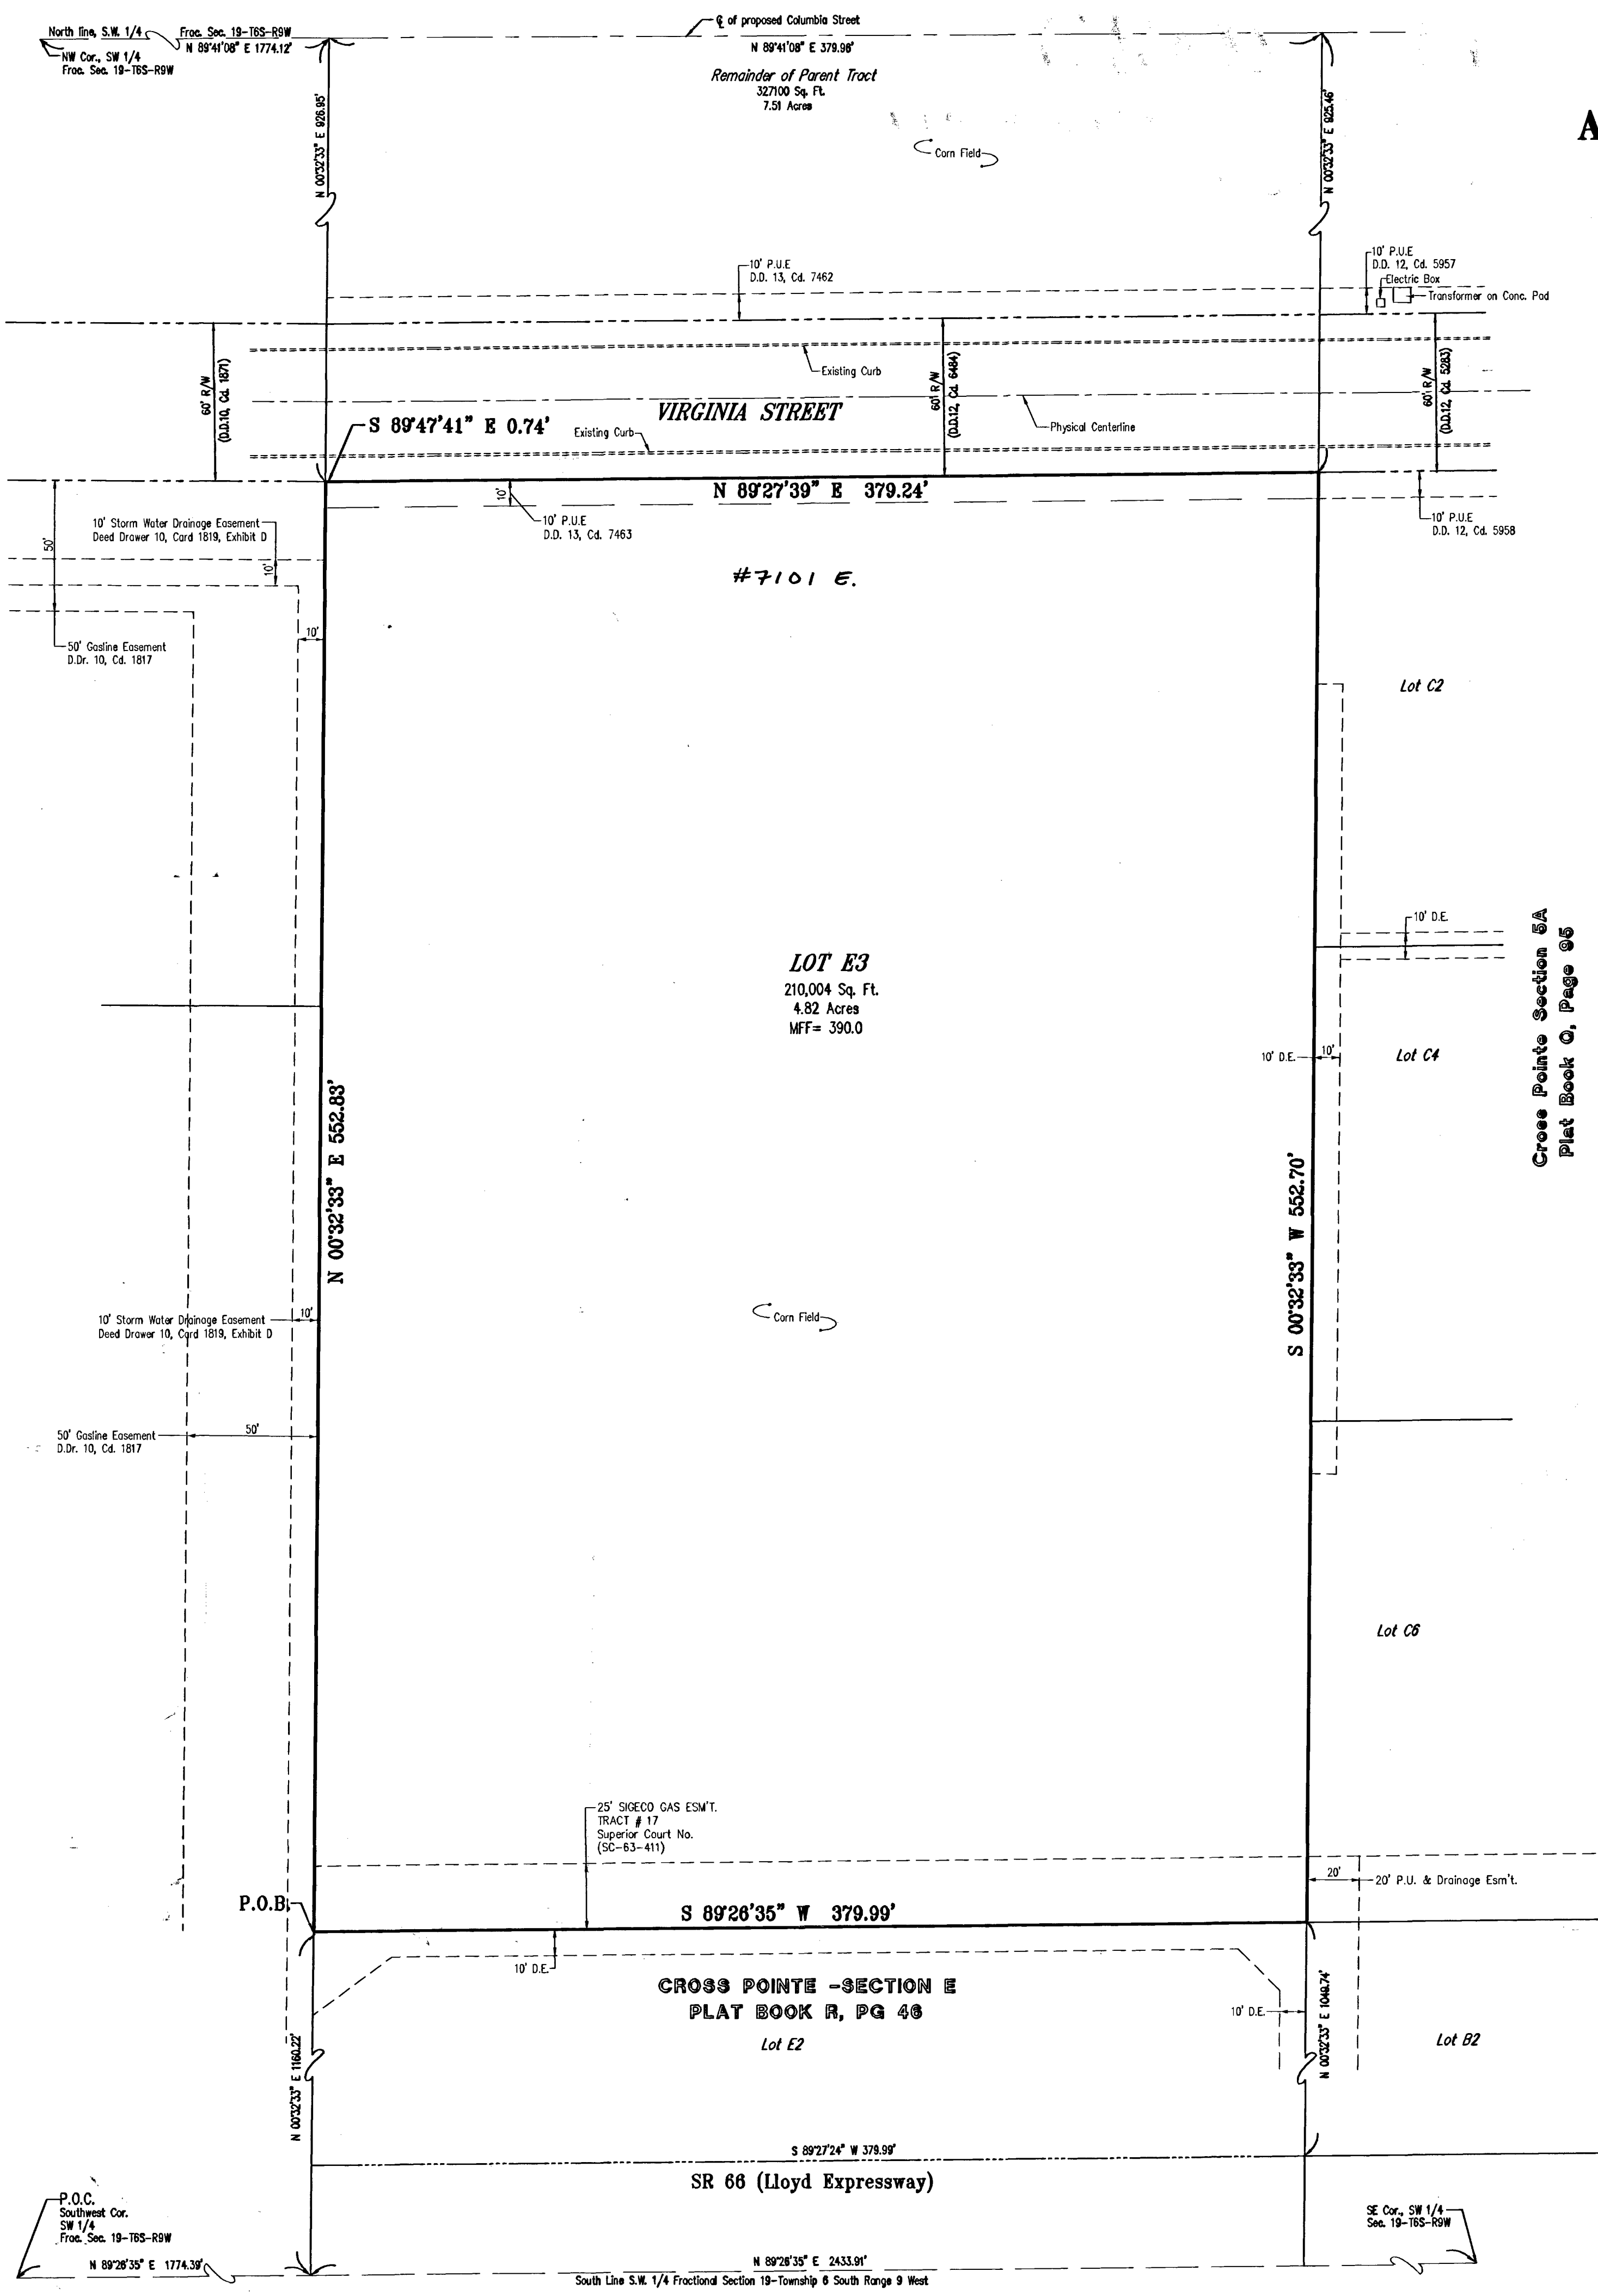 North line, S.W. 1/4
Frac. Sec. 19-T6S-R9W
N 89°41'08" E 1774.12'
NW Cor., SW 1/4
Frac. Sec. 19-T6S-R9W
℄ of proposed Columbia Street
N 89°41'08" E 379.96'
Remainder of Parent Tract
327100 Sq. Ft.
7.51 Acres
Corn Field
A
N 00°32'33" E 926.95'
N 00°32'33" E 925.46'
10' P.U.E
D.D. 13, Cd. 7462
10' P.U.E
D.D. 12, Cd. 5957
Electric Box
Transformer on Conc. Pad
60' R/W
(D.D.10, Cd. 1871)
Existing Curb
60' R/W
(D.D.12, Cd. 6484)
60' R/W
(D.D.12, Cd. 5283)
VIRGINIA STREET
Physical Centerline
S 89°47'41" E 0.74'
Existing Curb
N 89°27'39" E 379.24'
10'
10' P.U.E
D.D. 13, Cd. 7463
10' P.U.E
D.D. 12, Cd. 5958
10' Storm Water Drainage Easement
Deed Drawer 10, Card 1819, Exhibit D
50'
10'
#7101 E.
10'
50' Gasline Easement
D.Dr. 10, Cd. 1817
Lot C2
10' D.E.
LOT E3
210,004 Sq. Ft.
4.82 Acres
MFF= 390.0
Cross Pointe Section 5A
Plat Book O, Page 95
10' D.E.
10'
Lot C4
N 00°32'33" E 552.83'
S 00°32'33" W 552.70'
10' Storm Water Drainage Easement
Deed Drawer 10, Card 1819, Exhibit D
10'
Corn Field
50' Gasline Easement
D.Dr. 10, Cd. 1817
50'
Lot C6
25' SIGECO GAS ESM'T.
TRACT # 17
Superior Court No.
(SC-63-411)
20'
20' P.U. & Drainage Esm't.
P.O.B.
S 89°26'35" W 379.99'
10' D.E.
CROSS POINTE -SECTION E
PLAT BOOK R, PG 46
Lot E2
10' D.E.
N 00°32'33" E 1160.22'
N 00°32'33" E 1049.74'
Lot B2
S 89°27'24" W 379.99'
SR 66 (Lloyd Expressway)
P.O.C.
Southwest Cor.
SW 1/4
Frac. Sec. 19-T6S-R9W
SE Cor., SW 1/4
Sec. 19-T6S-R9W
N 89°26'35" E 1774.39'
N 89°26'35" E 2433.91'
South Line S.W. 1/4 Fractional Section 19-Township 6 South Range 9 West